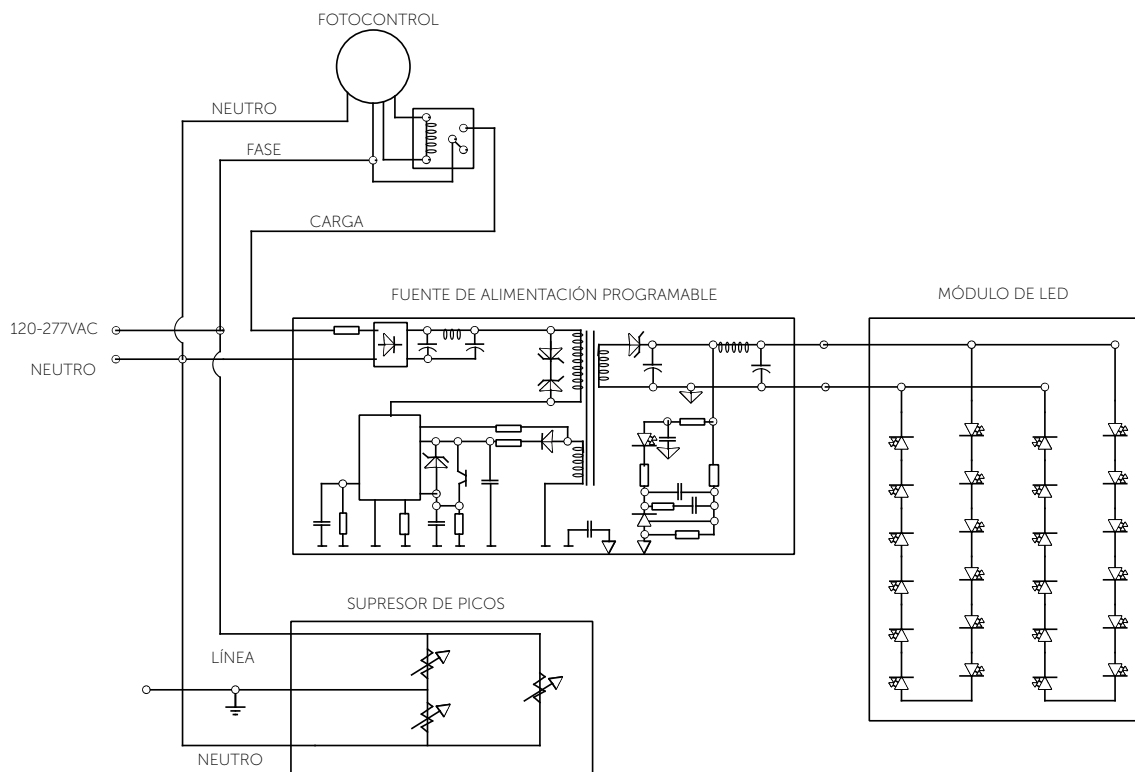 FOTOCONTROL
NEUTRO
FASE
CARGA
FUENTE DE ALIMENTACIÓN PROGRAMABLE
MÓDULO DE LED
120-277VAC
NEUTRO
SUPRESOR DE PICOS
LÍNEA
NEUTRO